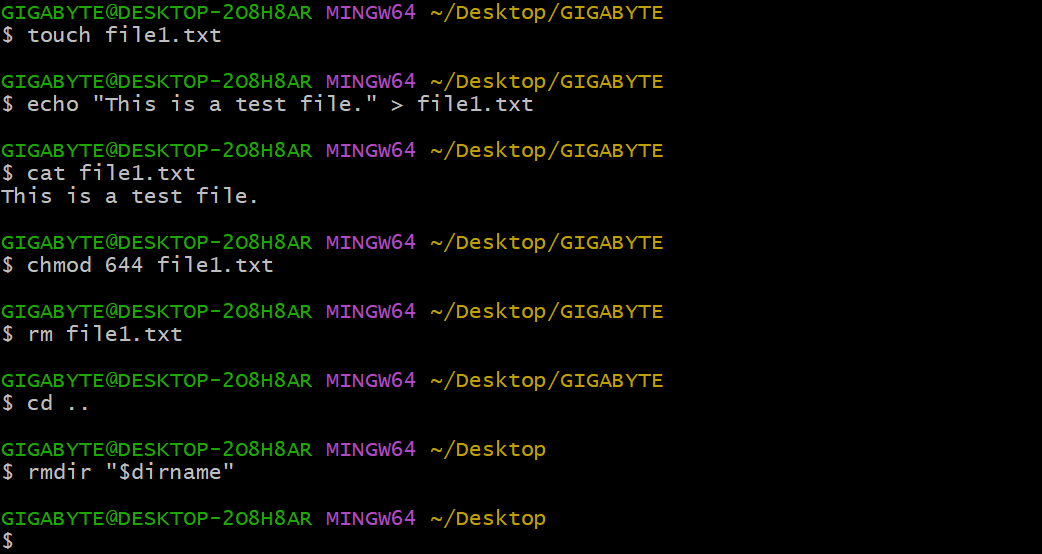 GIGABYTE@DESKTOP-2O8H8AR MINGW64 ~/Desktop/GIGABYTE
$ touch file1.txt
GIGABYTE@DESKTOP-2O8H8AR MINGW64 ~/Desktop/GIGABYTE
$ echo "This is a test file." > file1.txt
GIGABYTE@DESKTOP-2O8H8AR MINGW64 ~/Desktop/GIGABYTE
$ cat file1.txt
This is a test file.
GIGABYTE@DESKTOP-2O8H8AR MINGW64 ~/Desktop/GIGABYTE
$ chmod 644 file1.txt
GIGABYTE@DESKTOP-2O8H8AR MINGW64 ~/Desktop/GIGABYTE
$ rm file1.txt
GIGABYTE@DESKTOP-2O8H8AR MINGW64 ~/Desktop/GIGABYTE
$ cd ..
GIGABYTE@DESKTOP-2O8H8AR MINGW64 ~/Desktop
$ rmdir "$dirname"
GIGABYTE@DESKTOP-2O8H8AR MINGW64 ~/Desktop
$